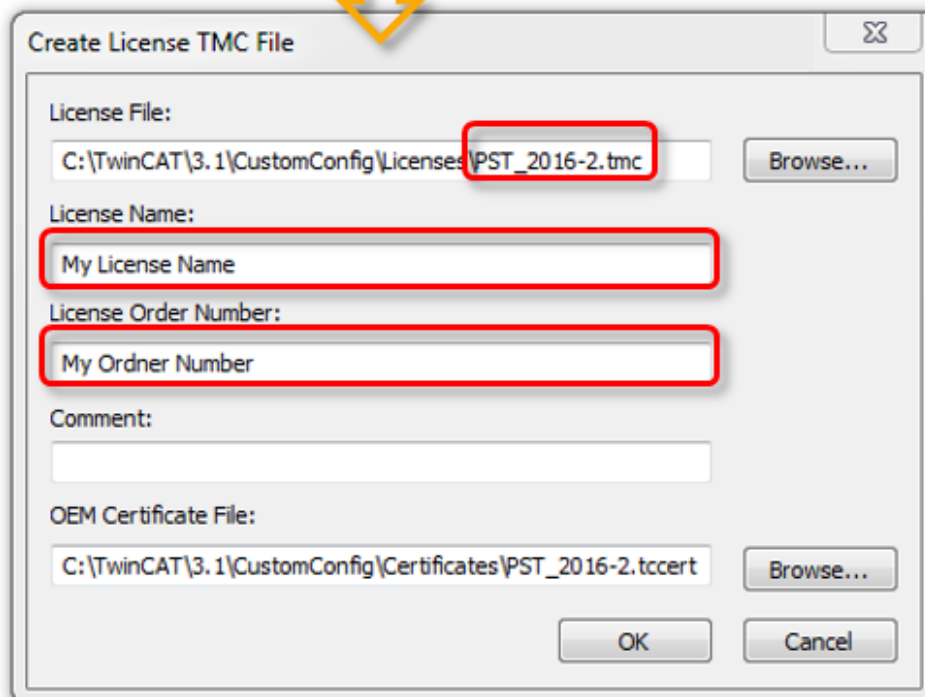 Create License TMC File
License File:
C:\TwinCAT\3.1\CustomConfig\Licenses\PST_2016-2.tmc
Browse...
License Name:
My License Name
License Order Number:
My Ordner Number
Comment:
OEM Certificate File:
C:\TwinCAT\3.1\CustomConfig\Certificates\PST_2016-2.tccert
Browse...
OK
Cancel